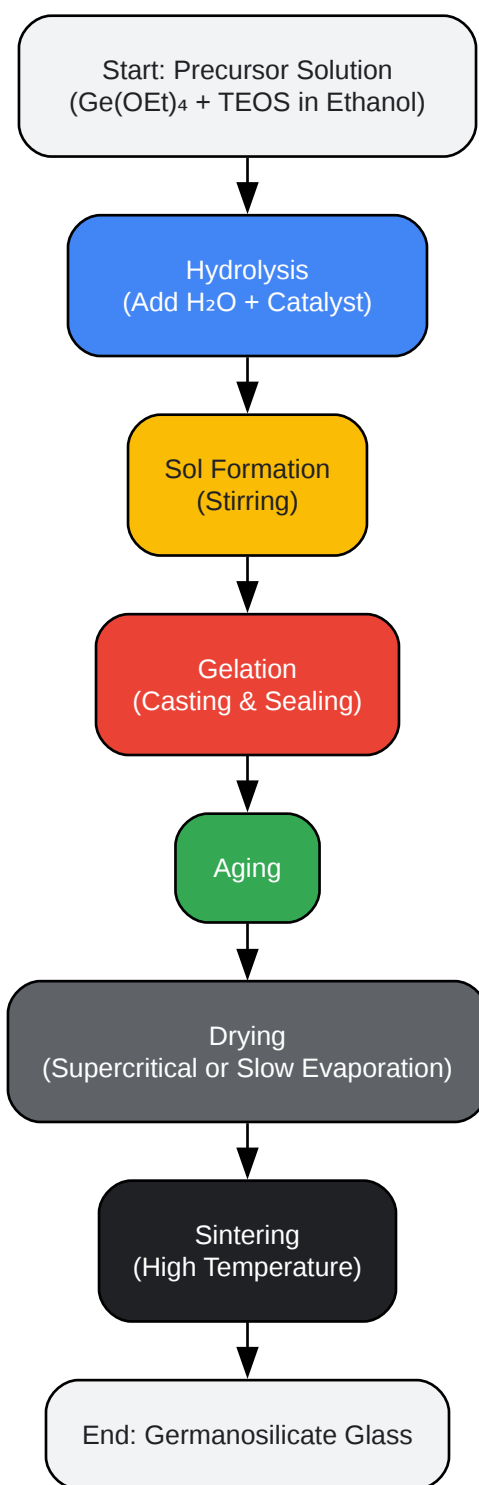 Start: Precursor Solution
(Ge(OEt)₄ + TEOS in Ethanol)
Hydrolysis
(Add H₂O + Catalyst)
Sol Formation
(Stirring)
Gelation
(Casting & Sealing)
Aging
Drying
(Supercritical or Slow Evaporation)
Sintering
(High Temperature)
End: Germanosilicate Glass